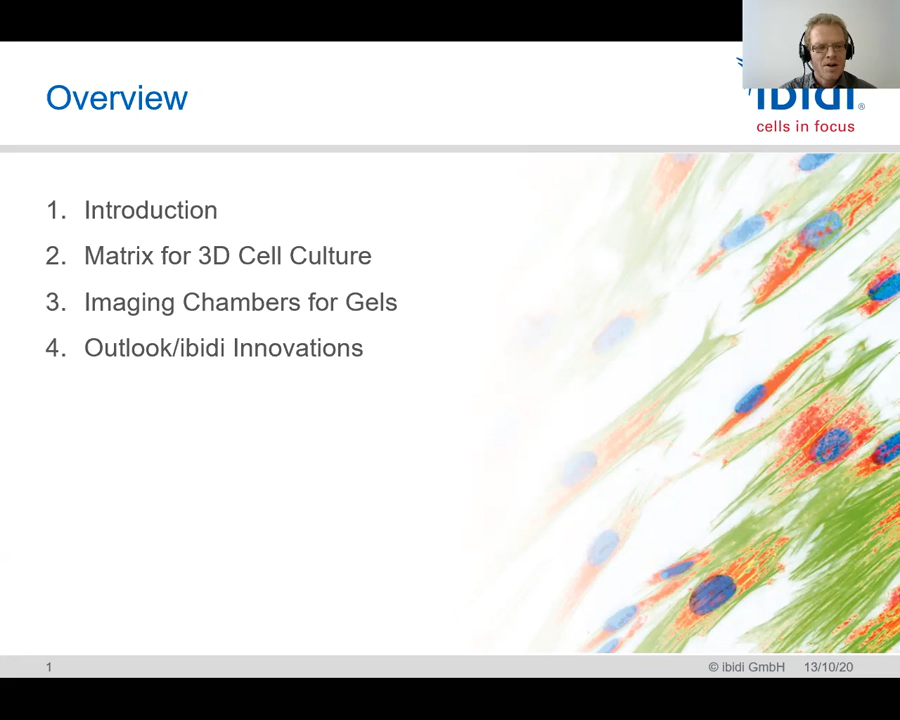 Overview
ibidi®
cells in focus
1. Introduction
2. Matrix for 3D Cell Culture
3. Imaging Chambers for Gels
4. Outlook/ibidi Innovations
1
© ibidi GmbH 13/10/20